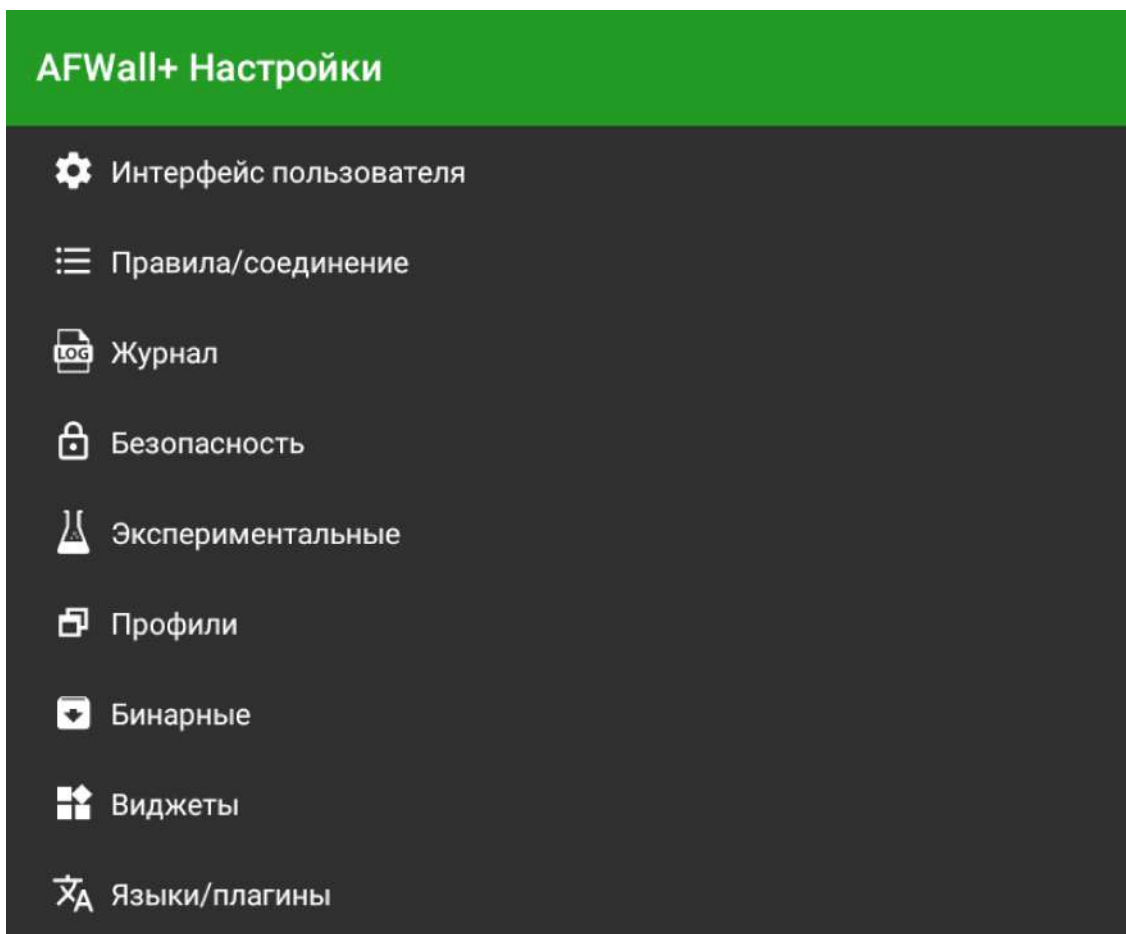 AFWall+ Настройки
Интерфейс пользователя
Правила/соединение
LOG Журнал
Безопасность
Экспериментальные
Профили
Бинарные
Виджеты
Языки/плагины